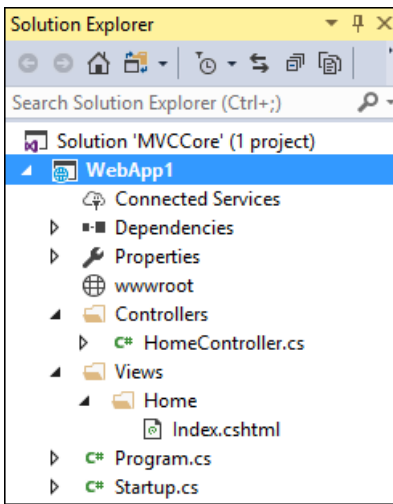 Solution Explorer
Search Solution Explorer (Ctrl+;)
Solution 'MVCCore' (1 project)
WebApp1
Connected Services
Dependencies
Properties
wwwroot
Controllers
C# HomeController.cs
Views
Home
Index.cshtml
C# Program.cs
C# Startup.cs